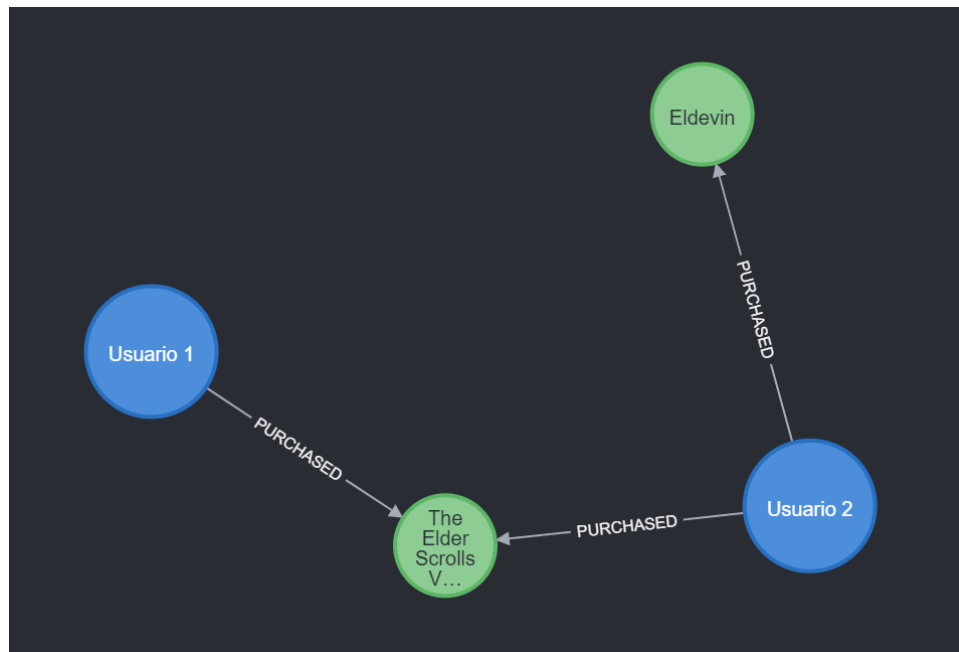 Eldevin
PURCHASED
Usuario 1
PURCHASED
The
Elder
Scrolls
V...
PURCHASED
Usuario 2